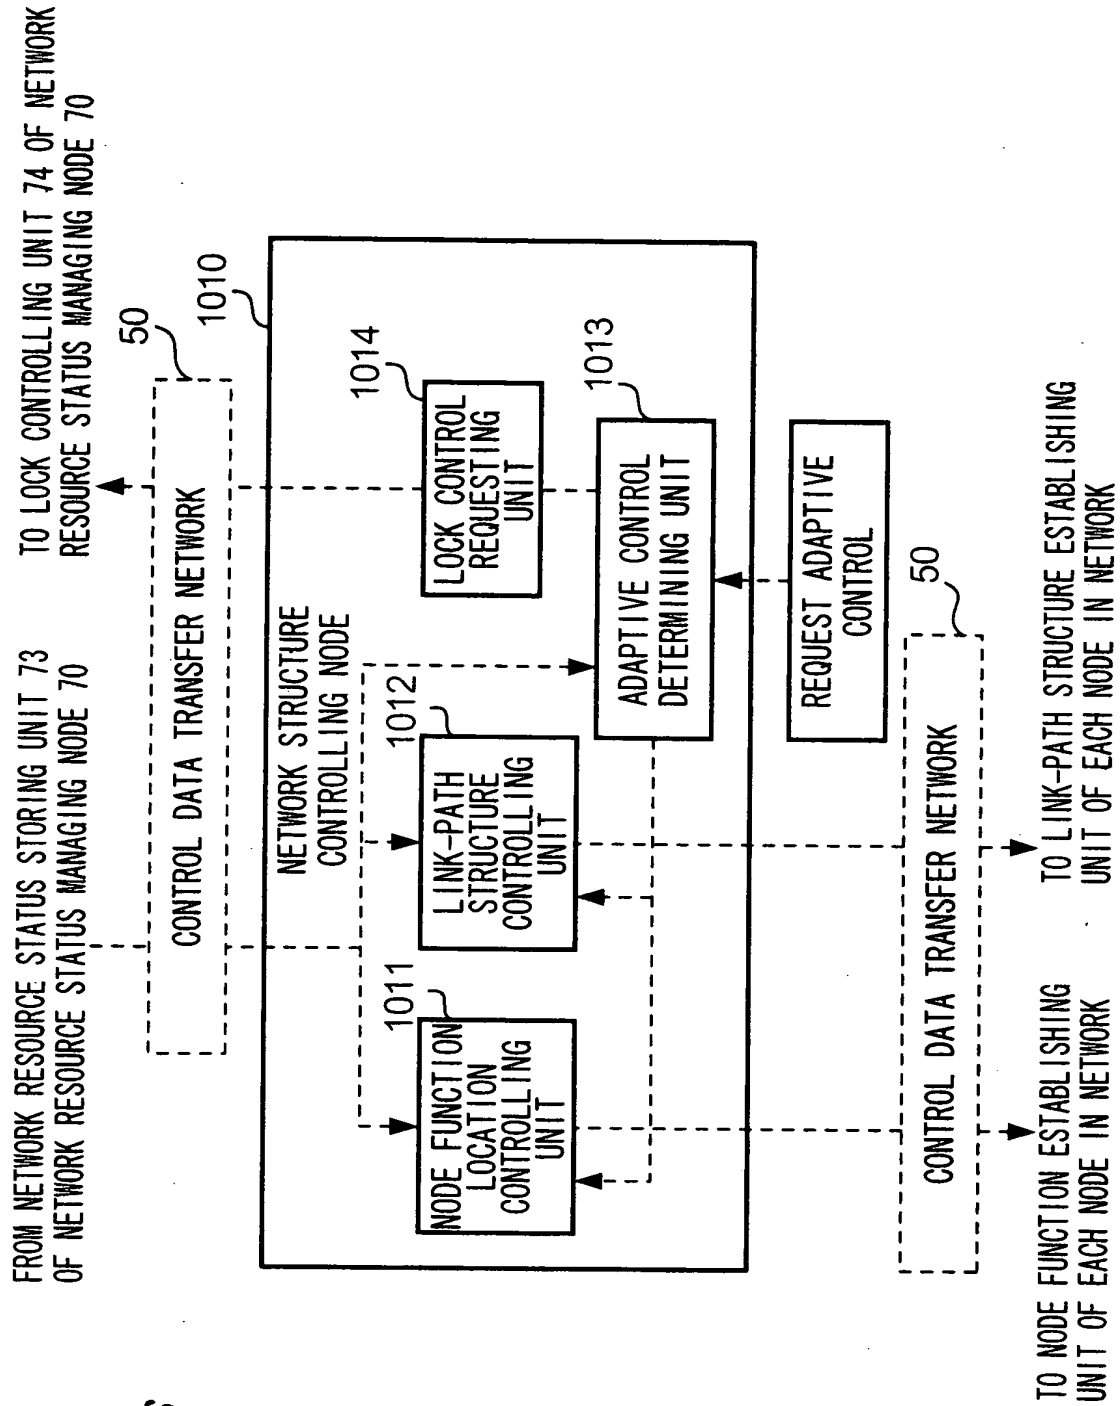 FROM NETWORK RESOURCE STATUS STORING UNIT 73
OF NETWORK RESOURCE STATUS MANAGING NODE 70
TO LOCK CONTROLLING UNIT 74 OF NETWORK
RESOURCE STATUS MANAGING NODE 70
50
CONTROL DATA TRANSFER NETWORK
1010
NETWORK STRUCTURE
CONTROLLING NODE
1011
NODE FUNCTION
LOCATION
CONTROLLING
UNIT
1012
LINK-PATH
STRUCTURE
CONTROLLING
UNIT
1014
LOCK CONTROL
REQUESTING
UNIT
1013
ADAPTIVE CONTROL
DETERMINING UNIT
REQUEST ADAPTIVE
CONTROL
50
CONTROL DATA TRANSFER NETWORK
TO NODE FUNCTION ESTABLISHING
UNIT OF EACH NODE IN NETWORK
TO LINK-PATH STRUCTURE ESTABLISHING
UNIT OF EACH NODE IN NETWORK